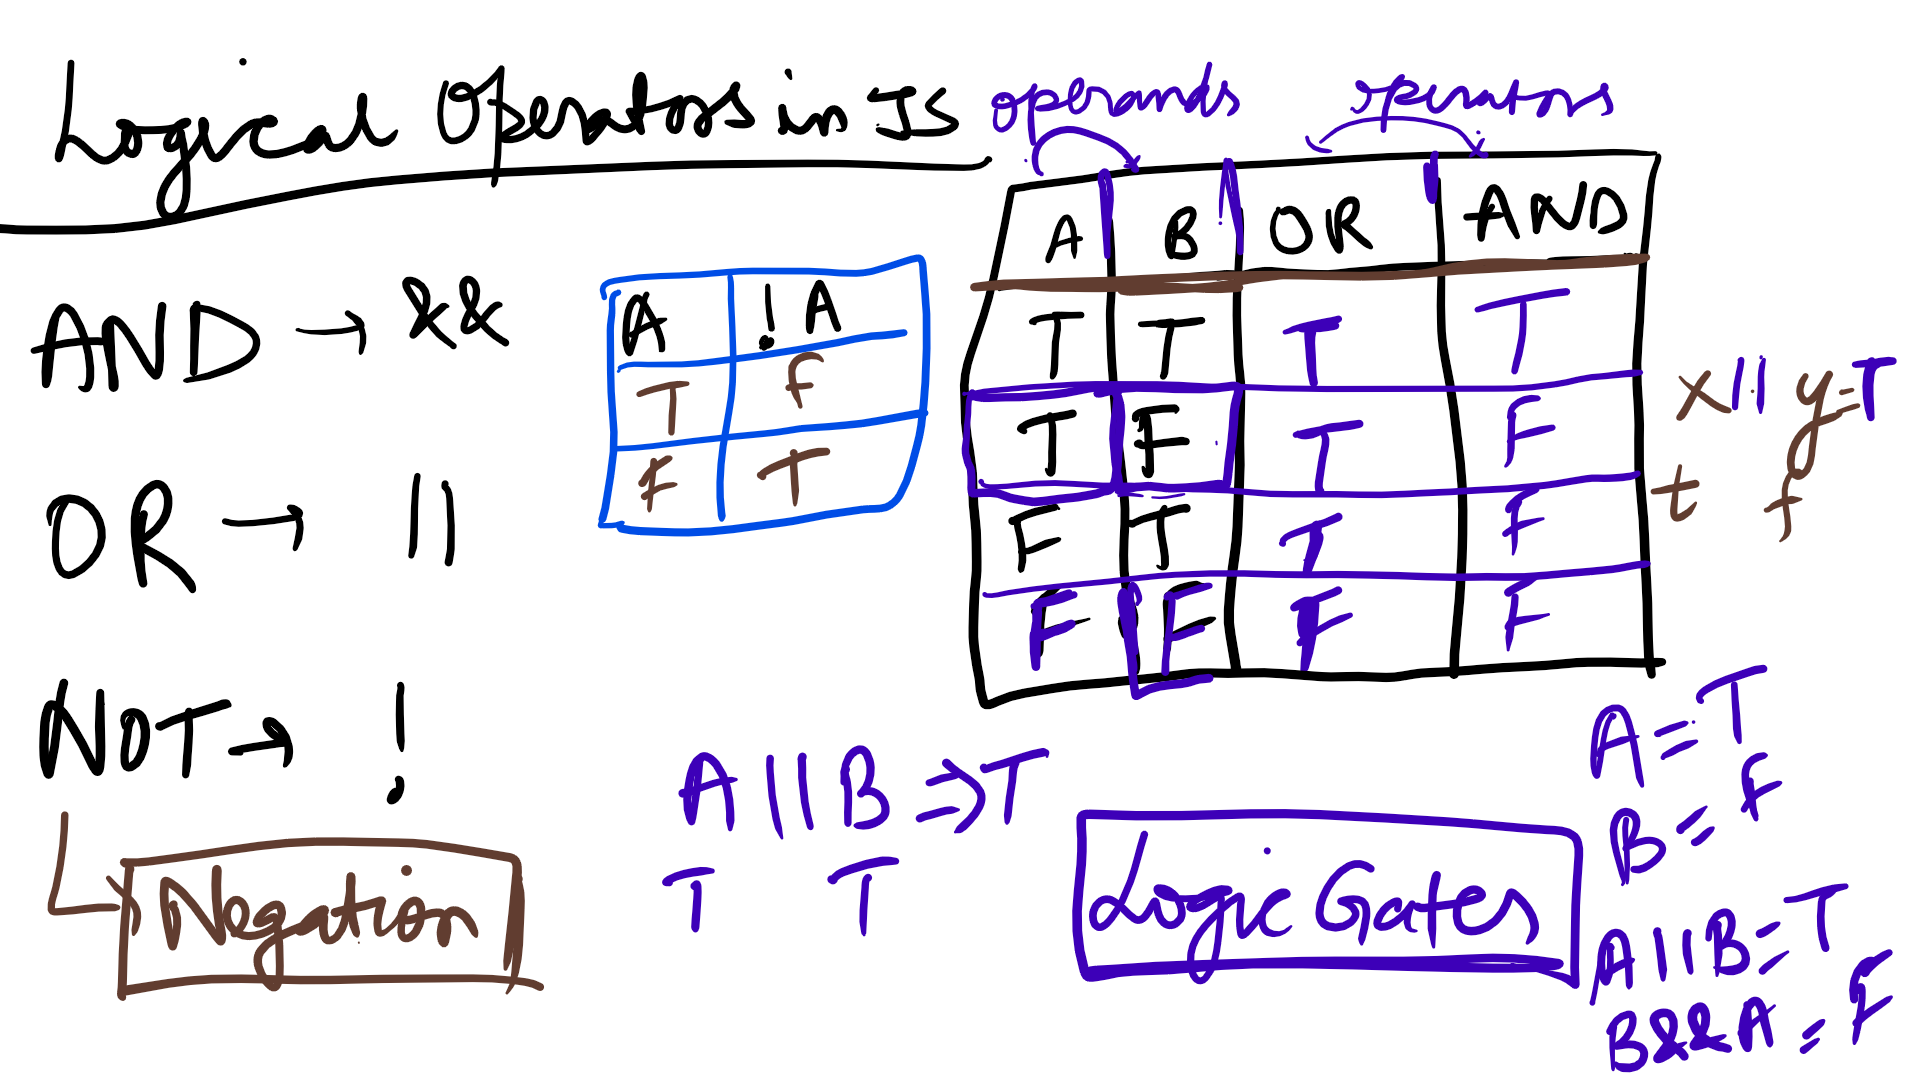 Logical Operators in JS
operands operators
AND → &&
OR → ||
NOT → !
Negation
A !A
T F
F T
A B OR AND
T T T T
T F T F
F T T F
F F F F
x || y = T
t f
A || B ⇒ T
T T
Logic Gates
A = T
B = F
A || B = T
B && A = F